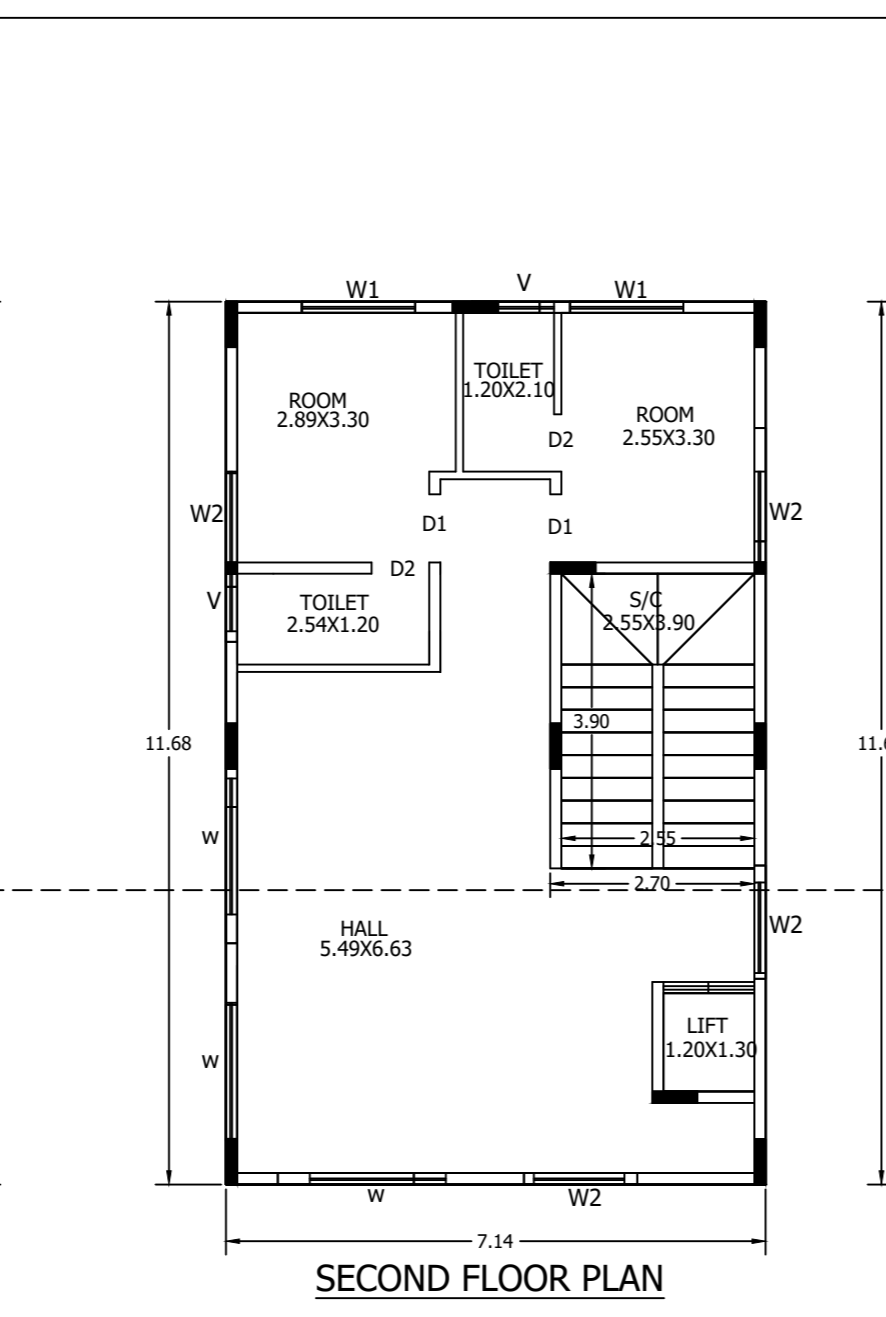 W1
V
W1
TOILET
1.20X2.10
ROOM
2.89X3.30
ROOM
2.55X3.30
D2
W2
D1
D1
W2
D2
V
TOILET
2.54X1.20
S/C
2.55X3.90
3.90
11.68
11.6
W
2.55
2.70
HALL
5.49X6.63
W2
LIFT
1.20X1.30
W
W
W2
7.14
SECOND FLOOR PLAN